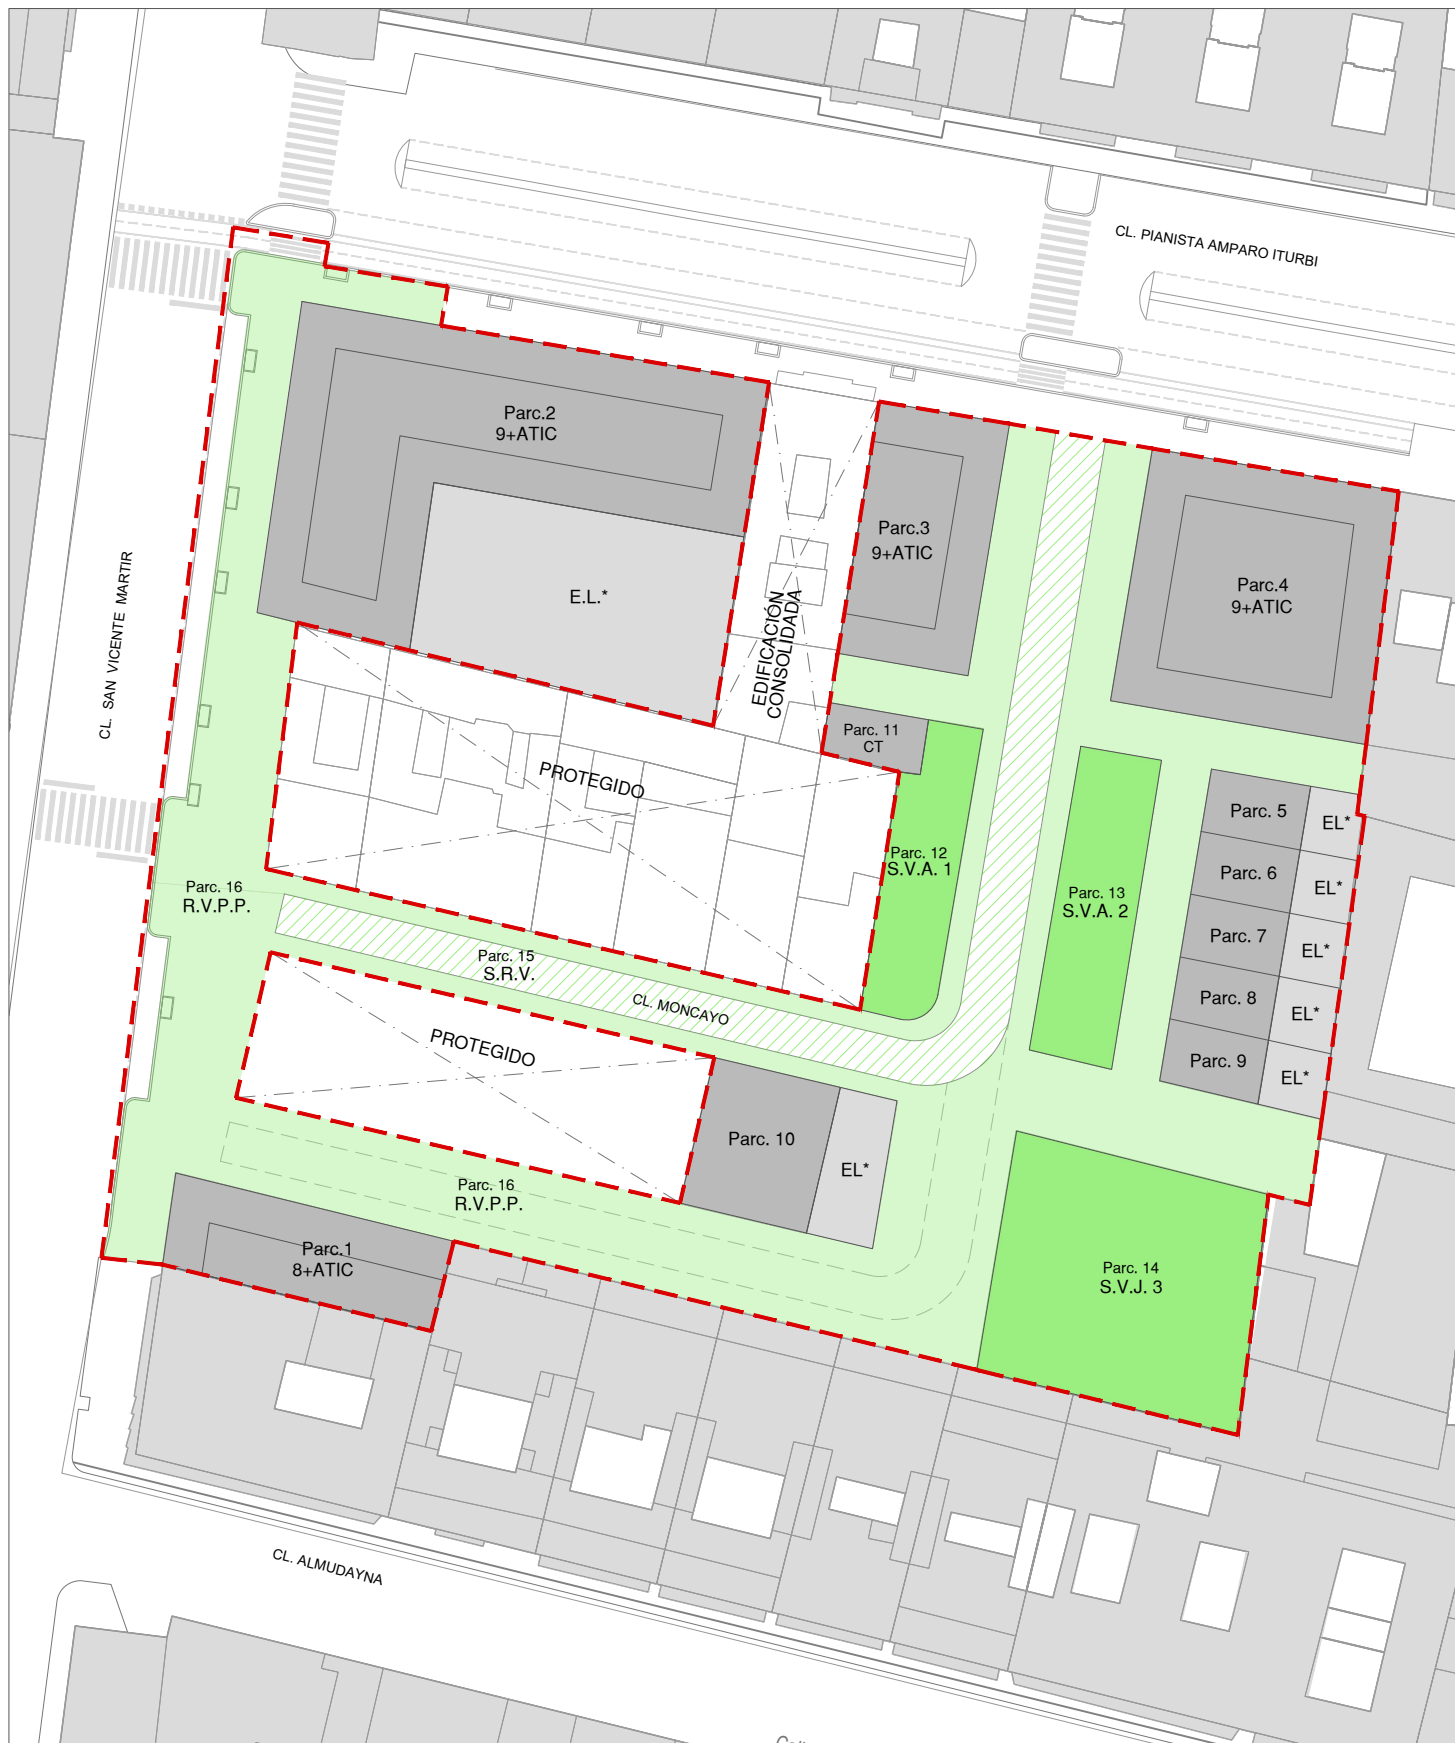 CL. PIANISTA AMPARO ITURBI
Parc.2
9+ATIC
Parc.3
9+ATIC
Parc.4
9+ATIC
E.L.*
EDIFICACIÓN
CONSOLIDADA
CL. SAN VICENTE MARTIR
Parc. 11
CT
PROTEGIDO
Parc. 5
EL*
Parc. 12
S.V.A. 1
Parc. 6
EL*
Parc. 13
S.V.A. 2
Parc. 16
R.V.P.P.
Parc. 7
EL*
Parc. 15
S.R.V.
CL. MONCAYO
Parc. 8
EL*
PROTEGIDO
Parc. 9
EL*
Parc. 10
EL*
Parc. 16
R.V.P.P.
Parc.1
8+ATIC
Parc. 14
S.V.J. 3
CL. ALMUDAYNA